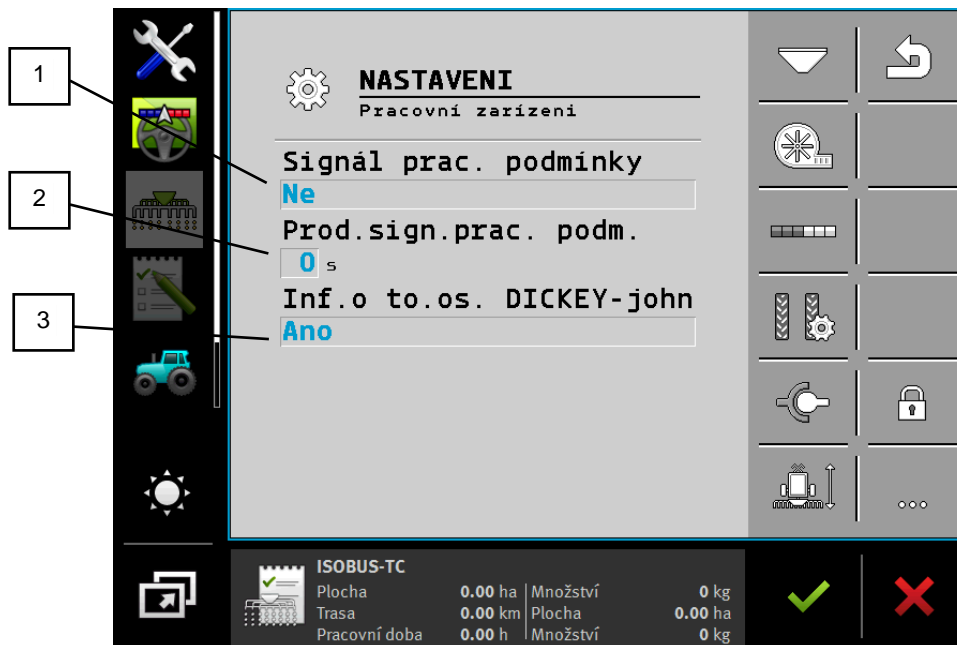 1
2
3
NASTAVENI
Pracovní zarízeni
Signál prac. podmínky
Ne
Prod.sign.prac. podm.
0 s
Inf.o to.os. DICKEY-john
Ano
ISOBUS-TC
Plocha 0.00 ha Množství 0 kg
Trasa 0.00 km Plocha 0.00 ha
Pracovní doba 0.00 h Množství 0 kg